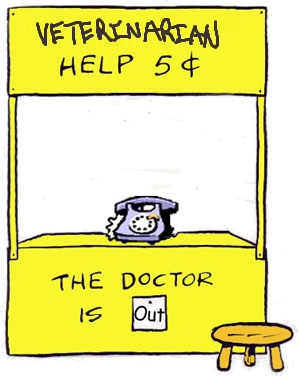 VETERINARIAN
HELP 5¢
THE DOCTOR
IS Out